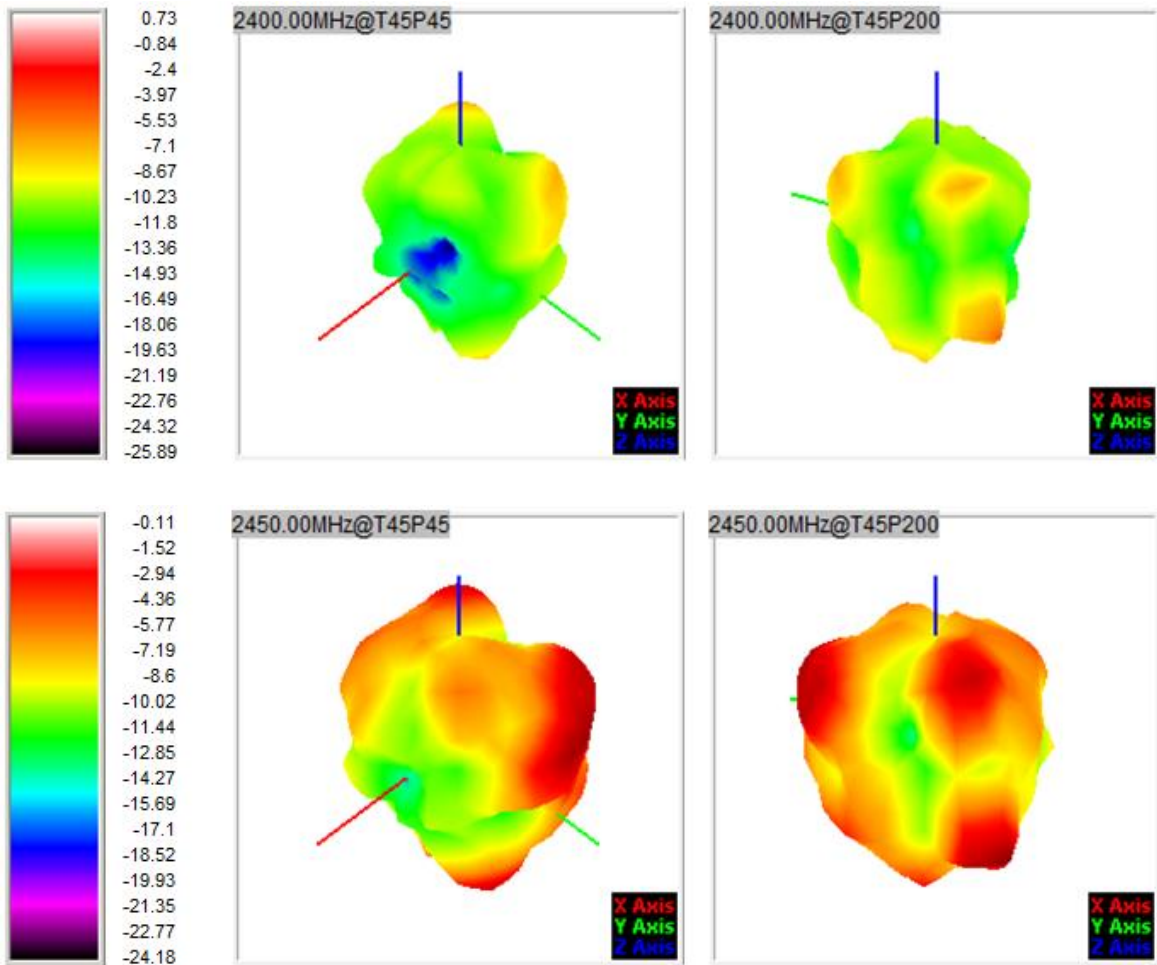 0.73
-0.84
-2.4
-3.97
-5.53
-7.1
-8.67
-10.23
-11.8
-13.36
-14.93
-16.49
-18.06
-19.63
-21.19
-22.76
-24.32
-25.89
2400.00MHz@T45P45
X Axis
Y Axis
Z Axis
2400.00MHz@T45P200
X Axis
Y Axis
Z Axis
-0.11
-1.52
-2.94
-4.36
-5.77
-7.19
-8.6
-10.02
-11.44
-12.85
-14.27
-15.69
-17.1
-18.52
-19.93
-21.35
-22.77
-24.18
2450.00MHz@T45P45
X Axis
Y Axis
Z Axis
2450.00MHz@T45P200
X Axis
Y Axis
Z Axis